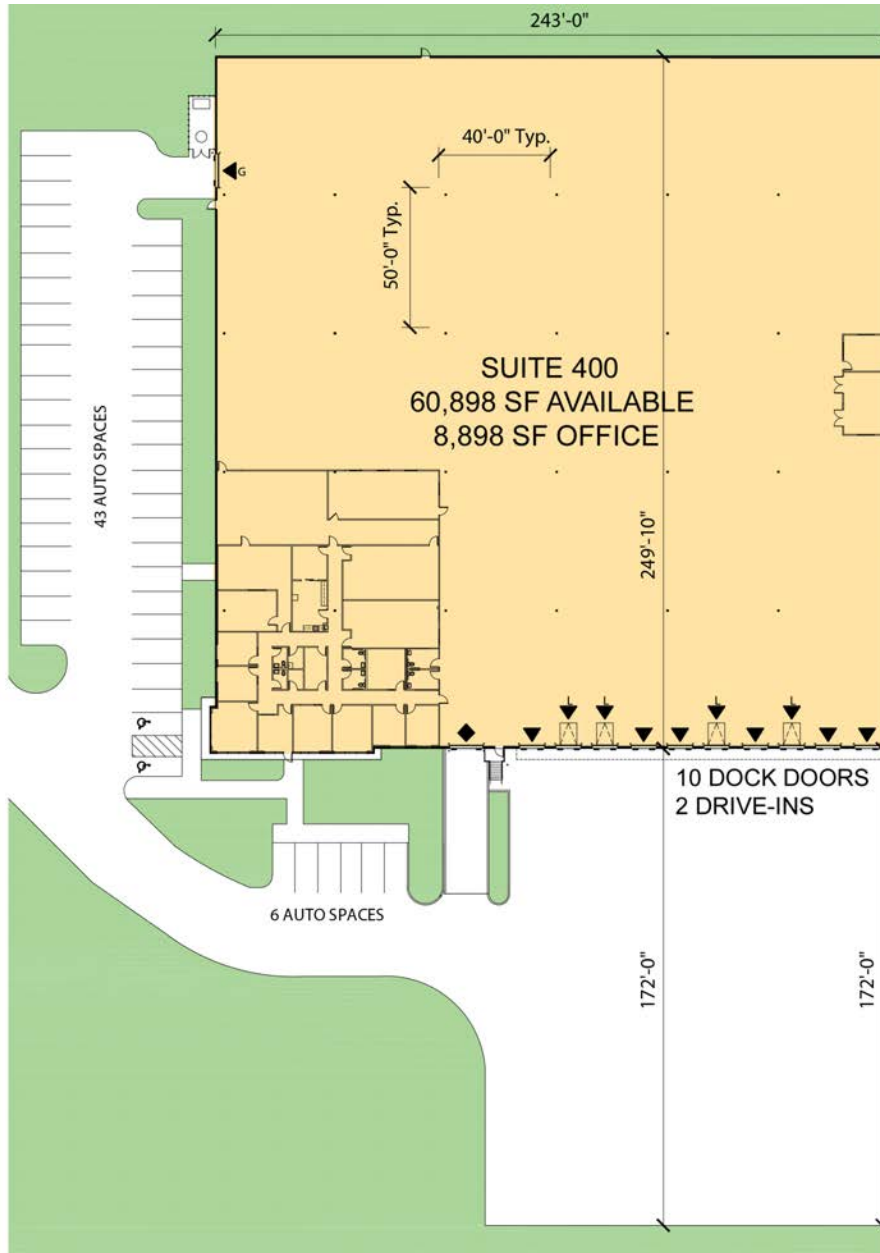 243'-0"
40'-0" Typ.
G
50'-0" Typ.
SUITE 400
60,898 SF AVAILABLE
8,898 SF OFFICE
43 AUTO SPACES
249'-10"
L
L
L
L
10 DOCK DOORS
2 DRIVE-INS
6 AUTO SPACES
172'-0"
172'-0"